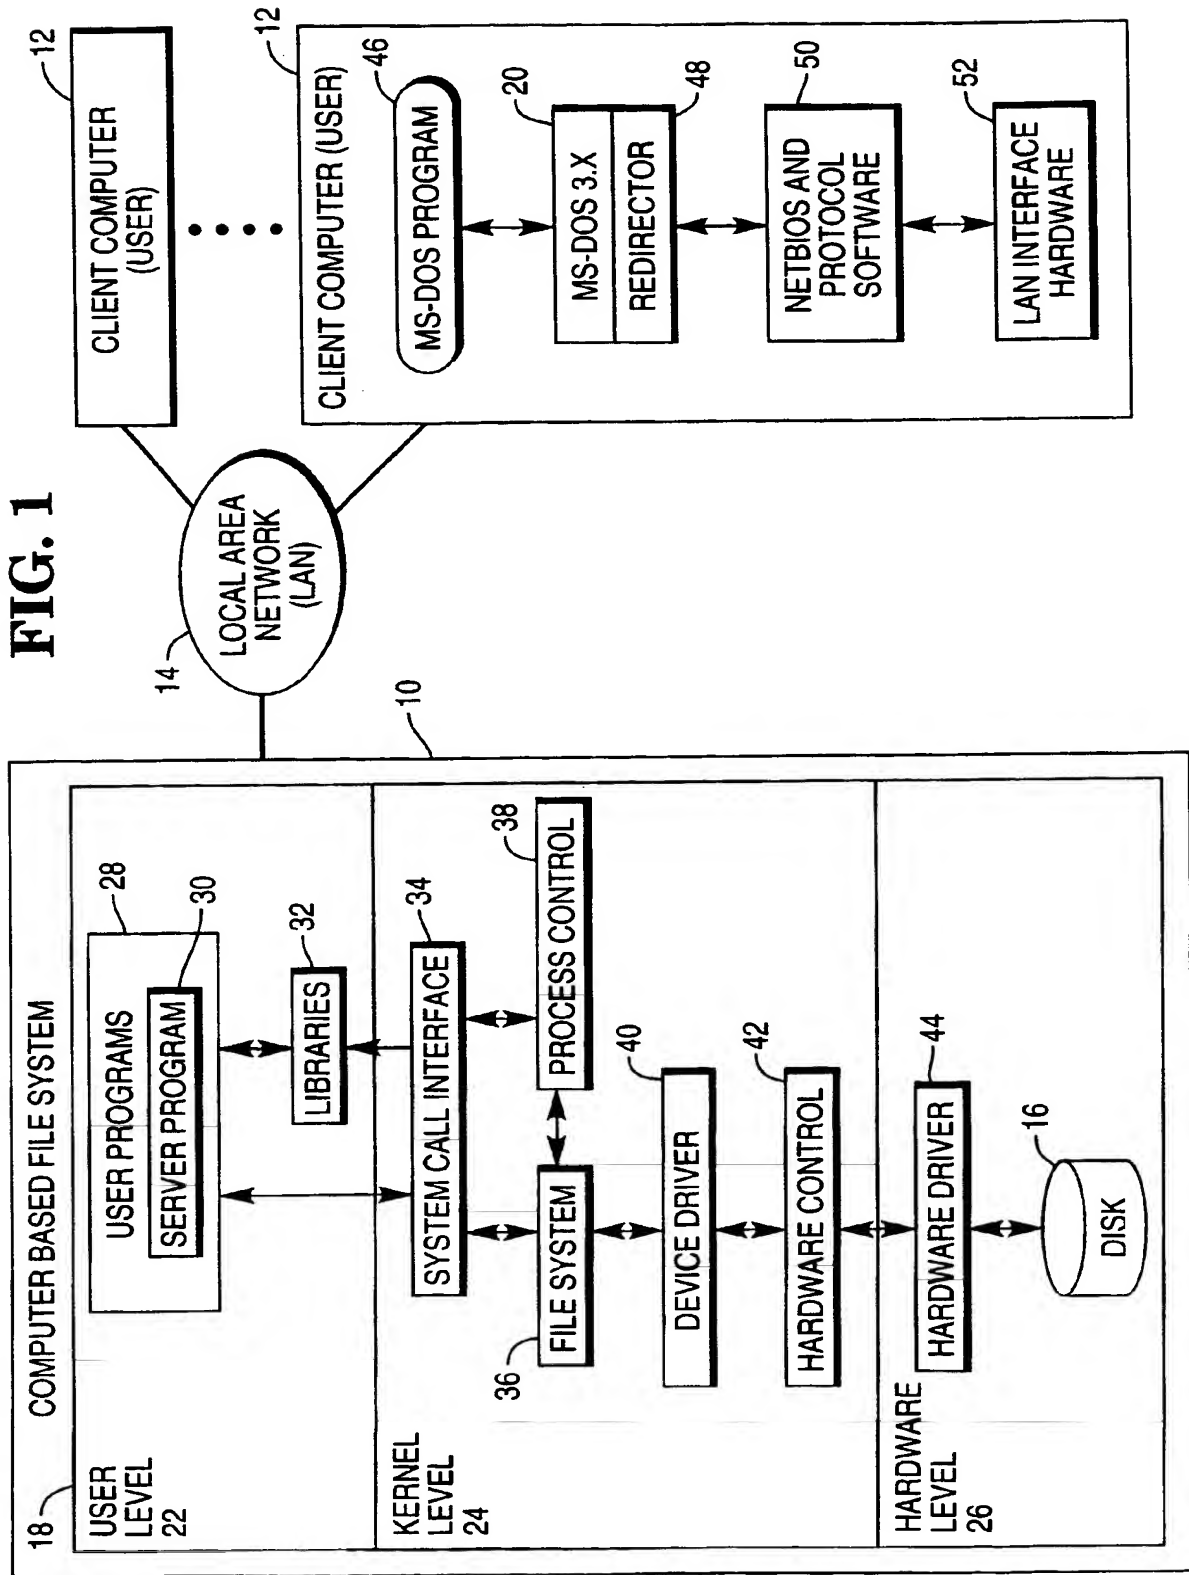 FIG. 1
COMPUTER BASED FILE SYSTEM
18
10
USER
LEVEL
22
USER PROGRAMS
28
SERVER PROGRAM
30
LIBRARIES
32
KERNEL
LEVEL
24
SYSTEM CALL INTERFACE
34
FILE SYSTEM
36
PROCESS CONTROL
38
DEVICE DRIVER
40
HARDWARE CONTROL
42
HARDWARE
LEVEL
26
HARDWARE DRIVER
44
DISK
16
LOCAL AREA
NETWORK
(LAN)
14
CLIENT COMPUTER
(USER)
12
CLIENT COMPUTER (USER)
12
MS-DOS PROGRAM
46
MS-DOS 3.X
20
REDIRECTOR
48
NETBIOS AND
PROTOCOL
SOFTWARE
50
LAN INTERFACE
HARDWARE
52